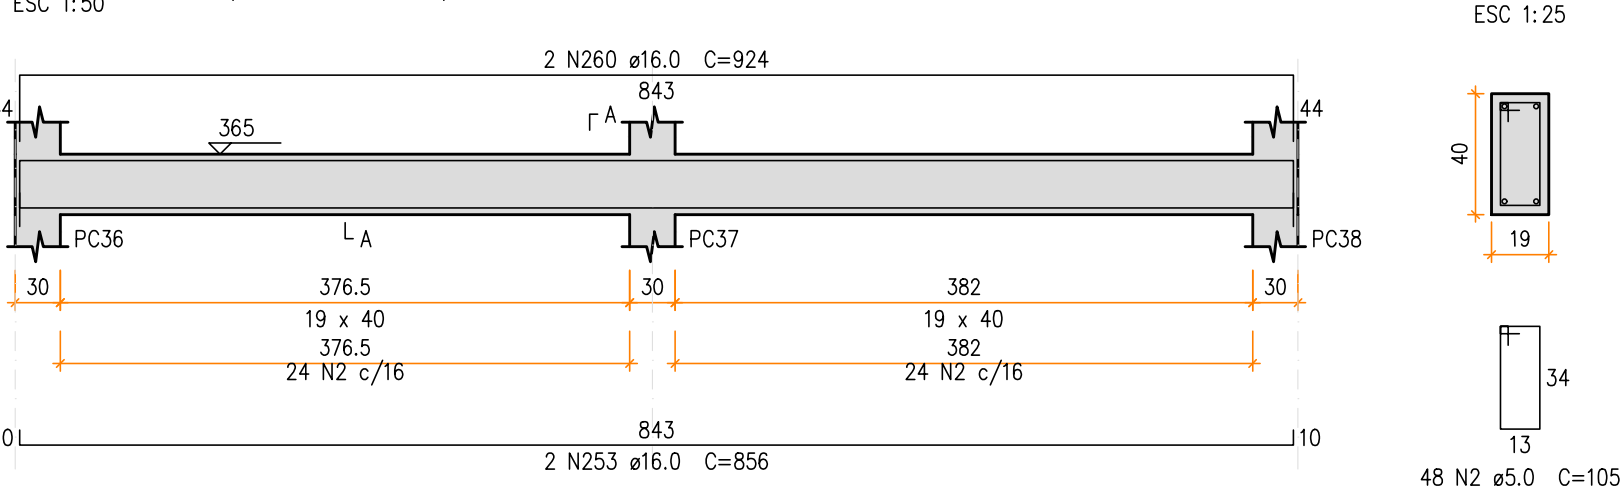 ESC 1:50
ESC 1:25
2 N260 ø16.0 C=924
843
4
44
A
365
40
PC36
A
PC37
PC38
19
30
376.5
30
382
30
19 x 40
19 x 40
376.5
382
24 N2 c/16
24 N2 c/16
34
843
0
10
13
2 N253 ø16.0 C=856
48 N2 ø5.0 C=105